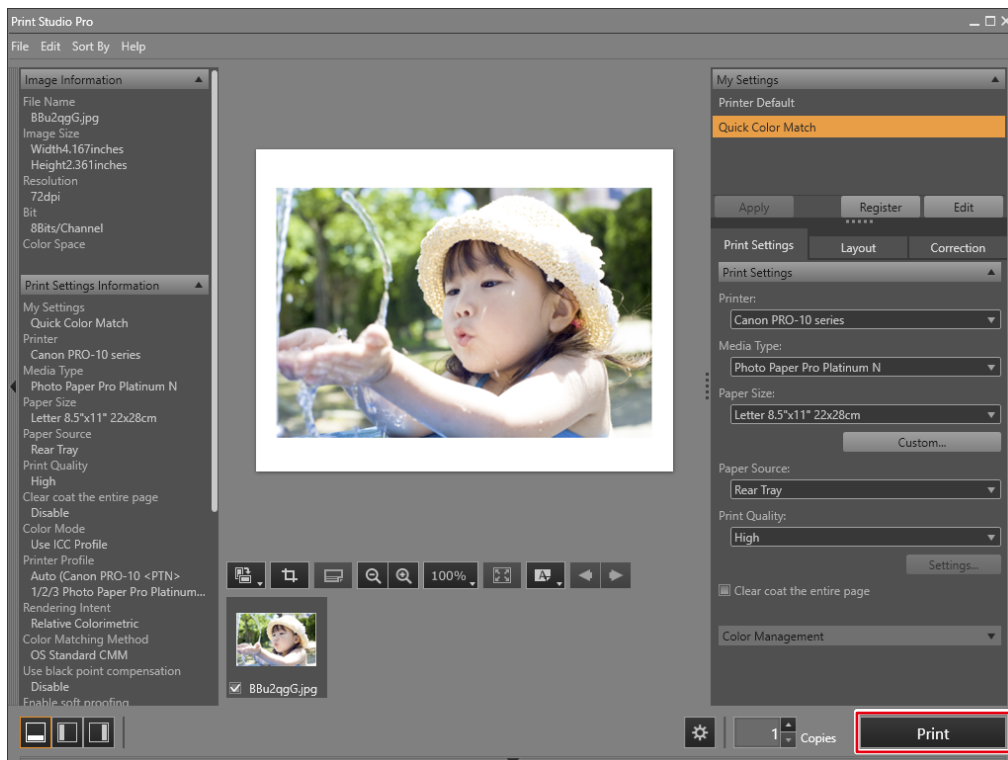 Print Studio Pro
File Edit Sort By Help
Image Information
File Name
BBu2qgG.jpg
Image Size
Width4.167inches
Height2.361inches
Resolution
72dpi
Bit
8Bits/Channel
Color Space
Print Settings Information
My Settings
Quick Color Match
Printer
Canon PRO-10 series
Media Type
Photo Paper Pro Platinum N
Paper Size
Letter 8.5"x11" 22x28cm
Paper Source
Rear Tray
Print Quality
High
Clear coat the entire page
Disable
Color Mode
Use ICC Profile
Printer Profile
Auto (Canon PRO-10 <PTN>
1/2/3 Photo Paper Pro Platinum...
Rendering Intent
Relative Colorimetric
Color Matching Method
OS Standard CMM
Use black point compensation
Disable
Enable soft proofing
100%
A
BBu2qgG.jpg
My Settings
Printer Default
Quick Color Match
Apply Register Edit
Print Settings Layout Correction
Print Settings
Printer:
Canon PRO-10 series
Media Type:
Photo Paper Pro Platinum N
Paper Size:
Letter 8.5"x11" 22x28cm
Custom...
Paper Source:
Rear Tray
Print Quality:
High
Settings...
Clear coat the entire page
Color Management
1 Copies Print